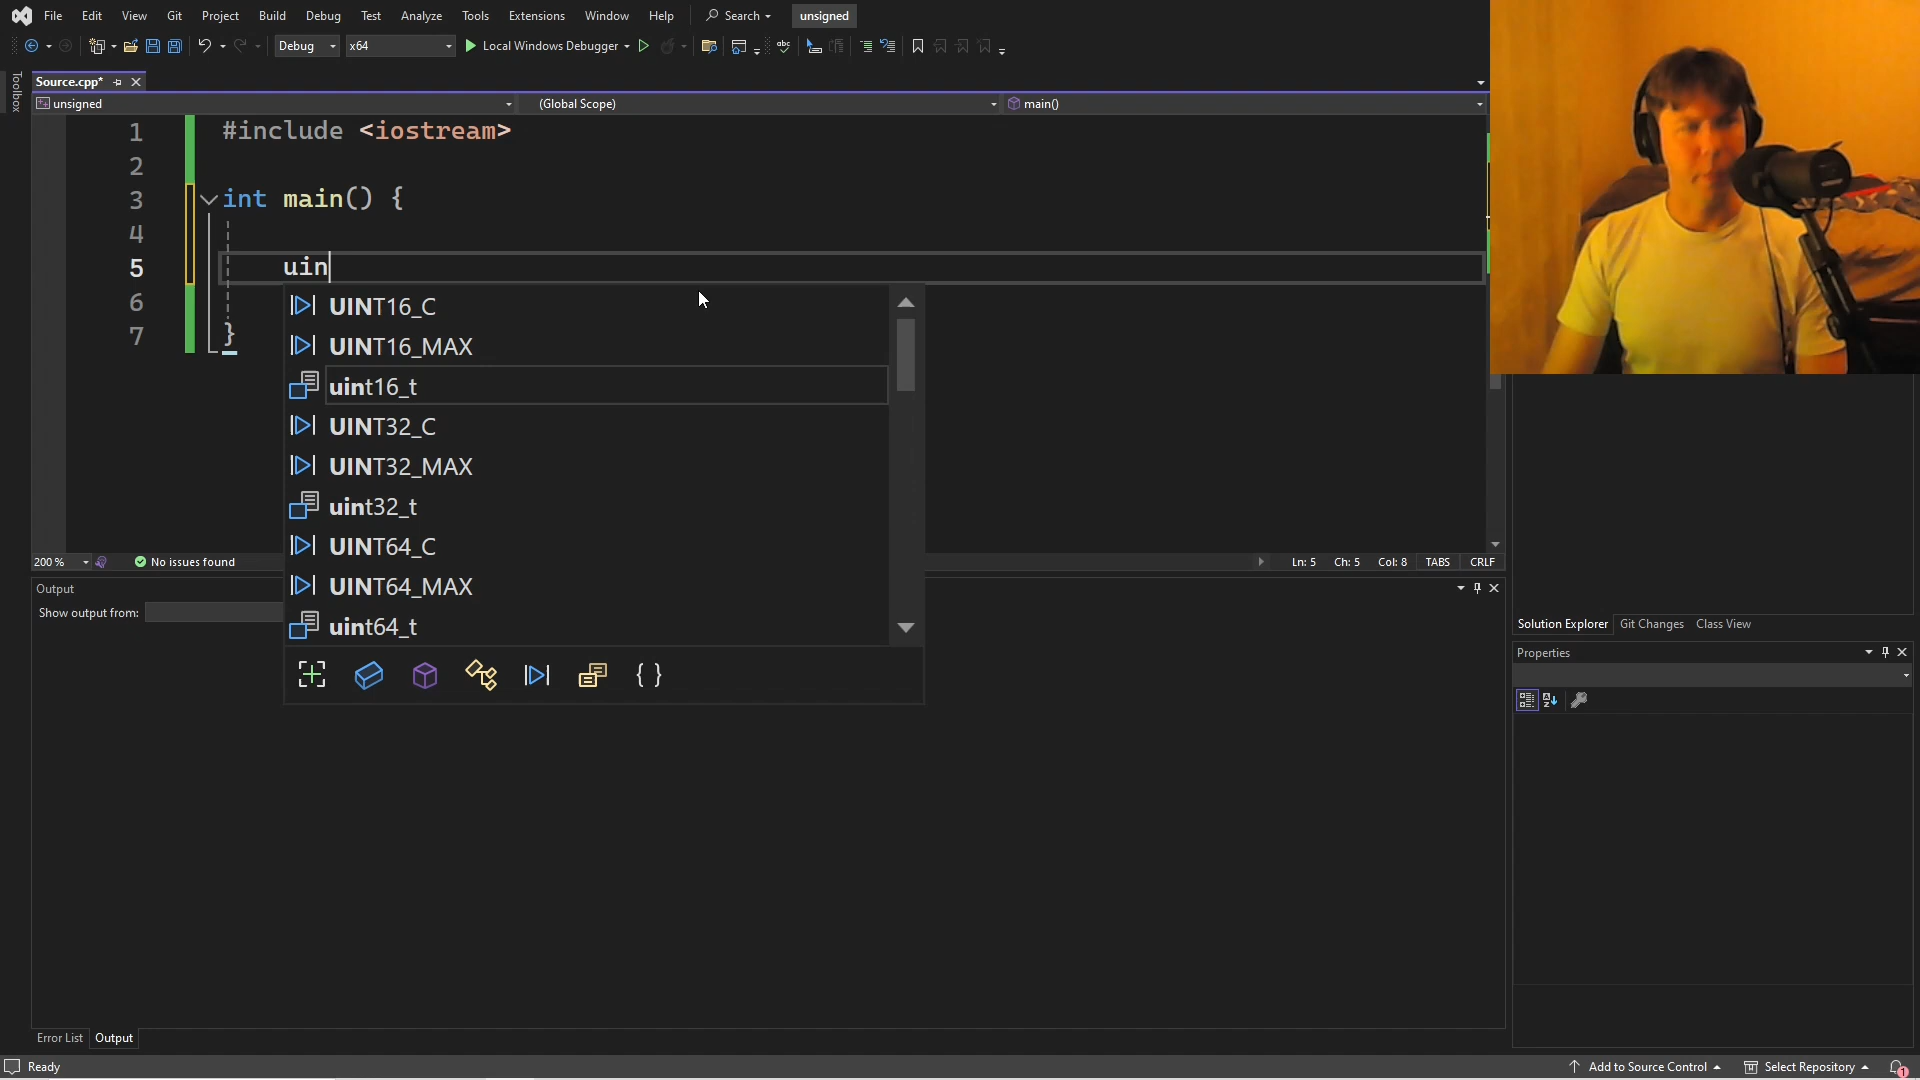 File Edit View Git Project Build Debug Test Analyze Tools Extensions Window Help Search unsigned
Debug x64 Local Windows Debugger abc
Toolbox
Source.cpp*
unsigned (Global Scope) main()
1 #include <iostream>
2
3 int main() {
4
5 uin
6
7 }
UINT16_C
UINT16_MAX
uint16_t
UINT32_C
UINT32_MAX
uint32_t
UINT64_C
UINT64_MAX
uint64_t
{ }
200 % No issues found Ln: 5 Ch: 5 Col: 8 TABS CRLF
Output
Show output from:
Solution Explorer Git Changes Class View
Properties
Error List Output
Ready Add to Source Control Select Repository 1